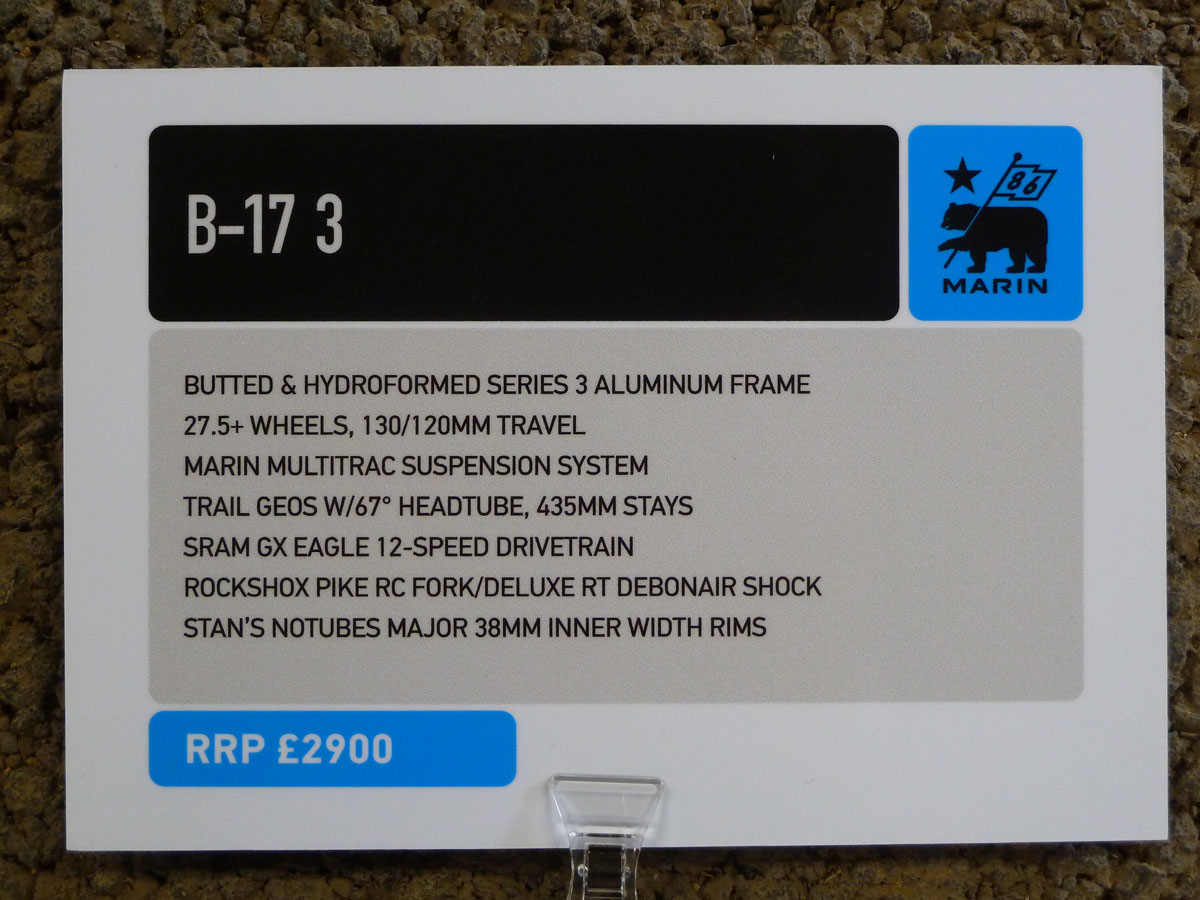 B-17 3
86
MARIN
BUTTED & HYDROFORMED SERIES 3 ALUMINUM FRAME
27.5+ WHEELS, 130/120MM TRAVEL
MARIN MULTITRAC SUSPENSION SYSTEM
TRAIL GEOS W/67° HEADTUBE, 435MM STAYS
SRAM GX EAGLE 12-SPEED DRIVETRAIN
ROCKSHOX PIKE RC FORK/DELUXE RT DEBONAIR SHOCK
STAN'S NOTUBES MAJOR 38MM INNER WIDTH RIMS
RRP £2900